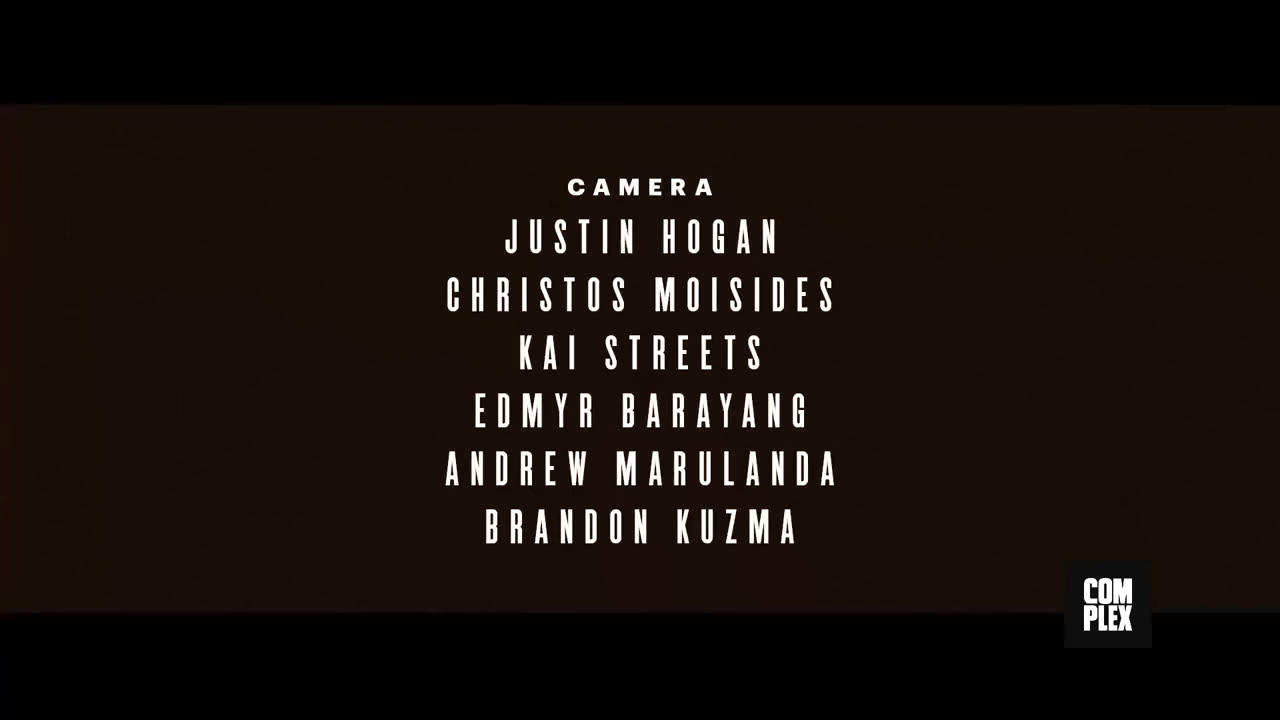 CAMERA
JUSTIN HOGAN
CHRISTOS MOISIDES
KAI STREETS
EDMYR BARAYANG
ANDREW MARULANDA
BRANDON KUZMA
COM
PLEX